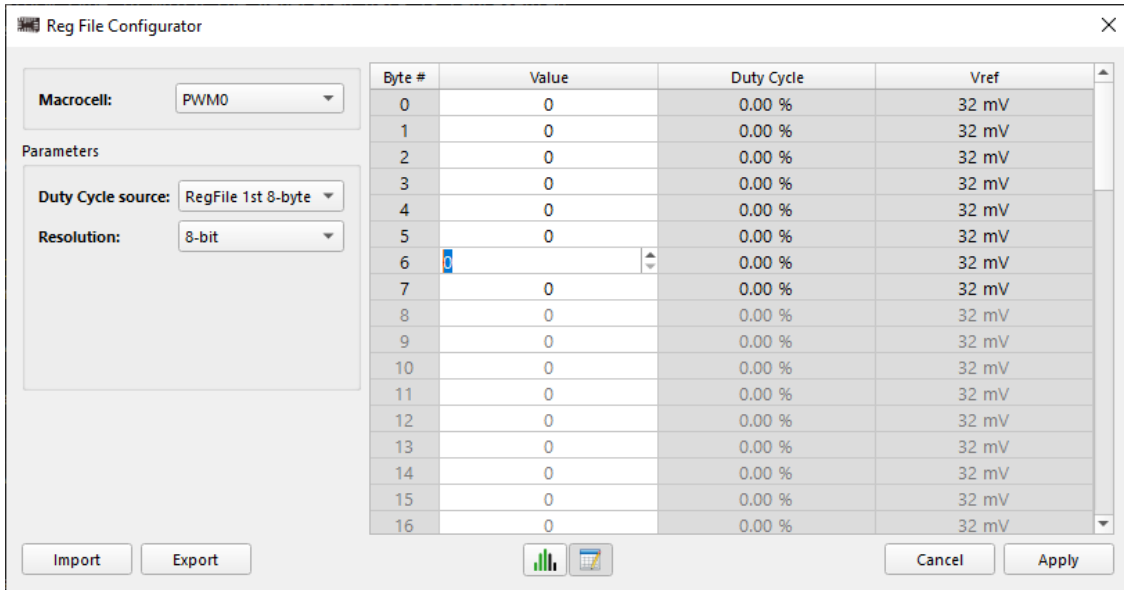 Reg File Configurator
Macrocell: PWM0
Parameters
Duty Cycle source: RegFile 1st 8-byte
Resolution: 8-bit
Byte # Value Duty Cycle Vref
0 0 0.00 % 32 mV
1 0 0.00 % 32 mV
2 0 0.00 % 32 mV
3 0 0.00 % 32 mV
4 0 0.00 % 32 mV
5 0 0.00 % 32 mV
6 0 0.00 % 32 mV
7 0 0.00 % 32 mV
8 0 0.00 % 32 mV
9 0 0.00 % 32 mV
10 0 0.00 % 32 mV
11 0 0.00 % 32 mV
12 0 0.00 % 32 mV
13 0 0.00 % 32 mV
14 0 0.00 % 32 mV
15 0 0.00 % 32 mV
16 0 0.00 % 32 mV
Import Export Cancel Apply